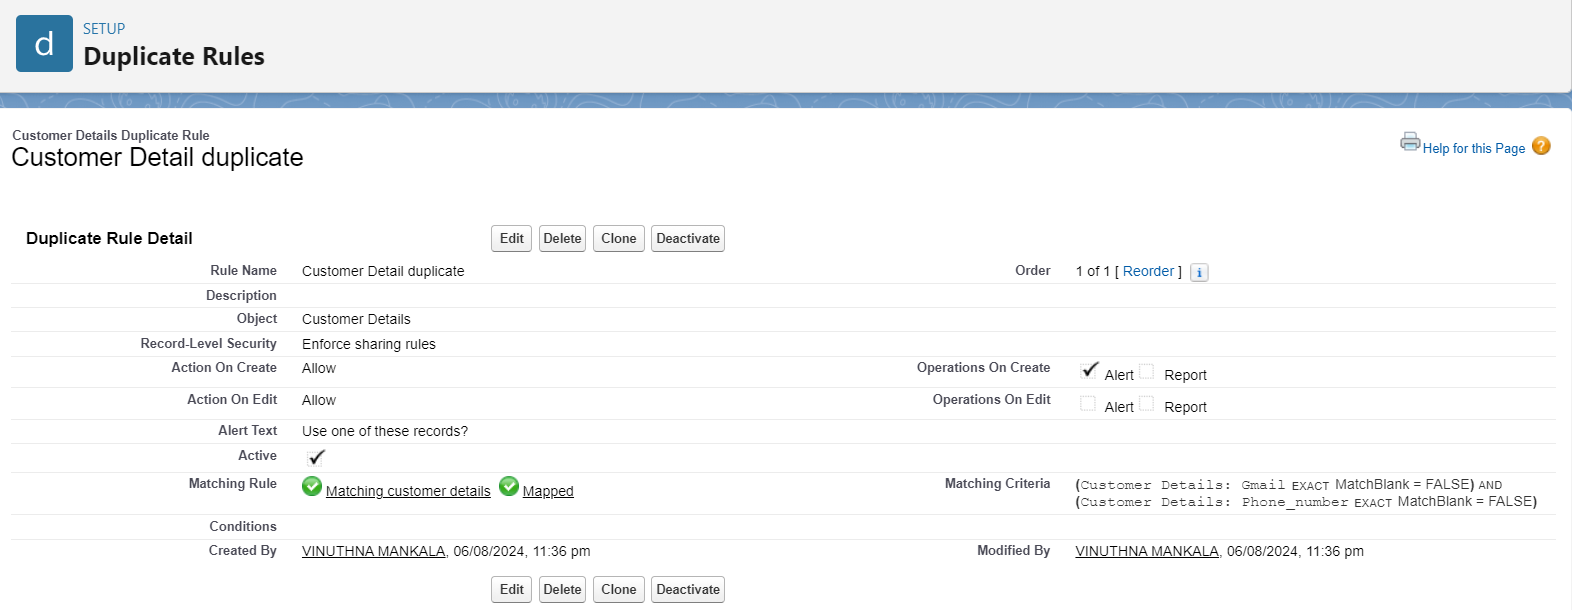 d
SETUP
Duplicate Rules
Customer Details Duplicate Rule
Customer Detail duplicate
Help for this Page ?
Duplicate Rule Detail Edit Delete Clone Deactivate
Rule Name Customer Detail duplicate Order 1 of 1 [ Reorder ] i
Description
Object Customer Details
Record-Level Security Enforce sharing rules
Action On Create Allow Operations On Create Alert Report
Action On Edit Allow Operations On Edit Alert Report
Alert Text Use one of these records?
Active
Matching Rule Matching customer details Mapped Matching Criteria (Customer Details: Gmail EXACT MatchBlank = FALSE) AND
(Customer Details: Phone_number EXACT MatchBlank = FALSE)
Conditions
Created By VINUTHNA MANKALA, 06/08/2024, 11:36 pm Modified By VINUTHNA MANKALA, 06/08/2024, 11:36 pm
Edit Delete Clone Deactivate